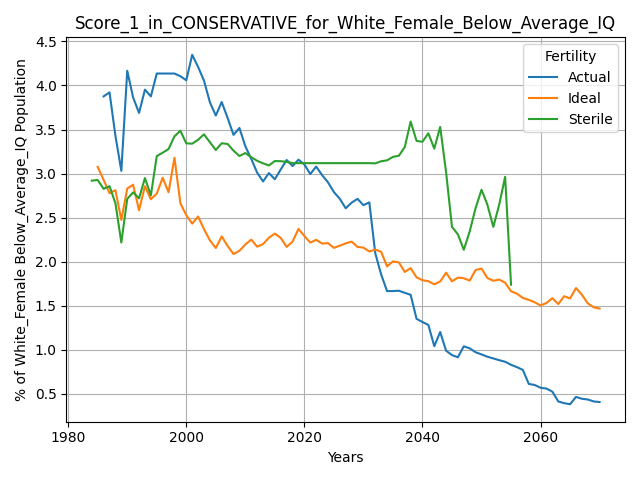 Score_1_in_CONSERVATIVE_for_White_Female_Below_Average_IQ
% of White_Female Below_Average_IQ Population
4.5
4.0
3.5
3.0
2.5
2.0
1.5
1.0
0.5
Fertility
Actual
Ideal
Sterile
1980
2000
2020
2040
2060
Years